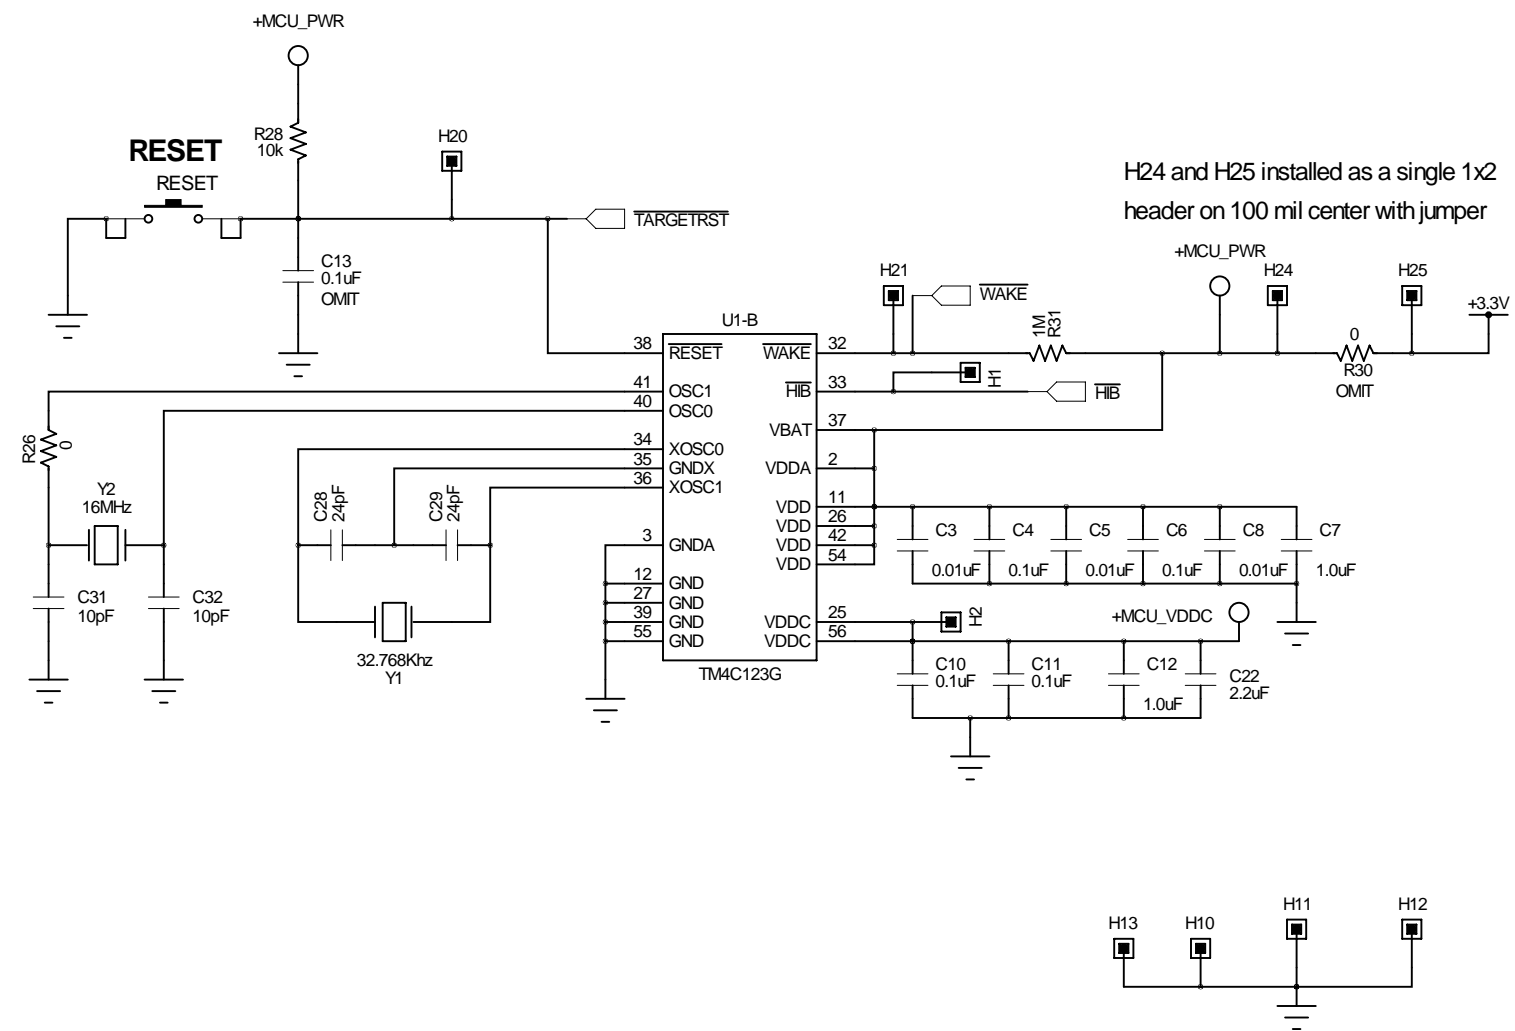 +MCU_PWR
R28
10k
H20
RESET
RESET
TARGETRST
C13
0.1uF
OMIT
H24 and H25 installed as a single 1x2
header on 100 mil center with jumper
+MCU_PWR
H21
WAKE
H24
H25
+3.3V
1M
R31
0
R30
OMIT
H1
HIB
U1-B
38
RESET
41
OSC1
40
OSC0
34
XOSC0
35
GNDX
36
XOSC1
3
GNDA
12
GND
27
GND
39
GND
55
GND
WAKE
32
HIB
33
VBAT
37
VDDA
2
VDD
11
VDD
26
VDD
42
VDD
54
VDDC
25
VDDC
56
TM4C123G
R26
0
Y2
16MHz
C31
10pF
C32
10pF
C28
24pF
C29
24pF
32.768Khz
Y1
C3
0.01uF
C4
0.1uF
C5
0.01uF
C6
0.1uF
C8
0.01uF
C7
1.0uF
H2
+MCU_VDDC
C10
0.1uF
C11
0.1uF
C12
1.0uF
C22
2.2uF
H13
H10
H11
H12